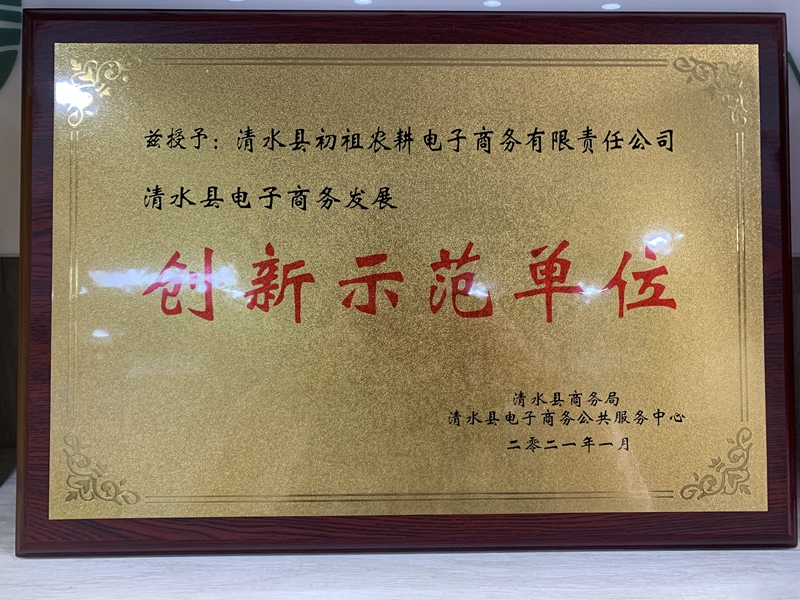 兹授予：清水县初祖农耕电子商务有限责任公司
清水县电子商务发展
创新示范单位
清水县商务局
清水县电子商务公共服务中心
二零二一年一月